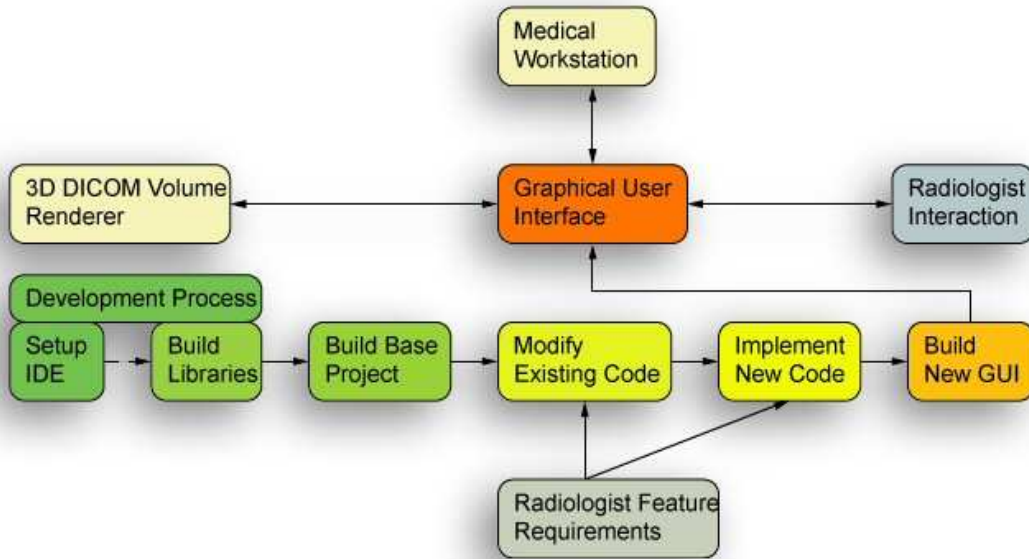 Medical
Workstation
3D DICOM Volume
Renderer
Graphical User
Interface
Radiologist
Interaction
Development Process
Setup
IDE
Build
Libraries
Build Base
Project
Modify
Existing Code
Implement
New Code
Build
New GUI
Radiologist Feature
Requirements